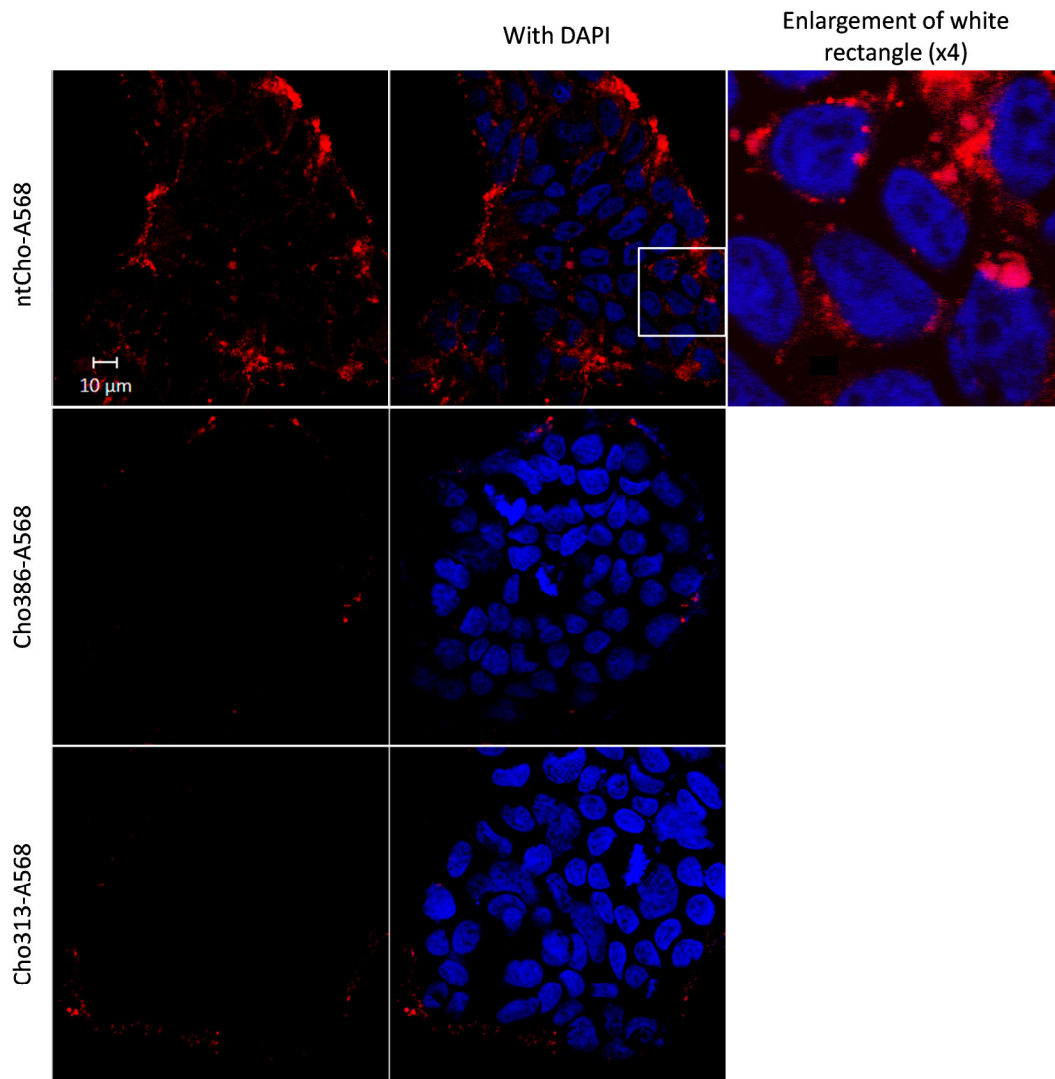 With DAPI
Enlargement of white
rectangle (x4)
ntCho-A568
10 µm
Cho386-A568
Cho313-A568